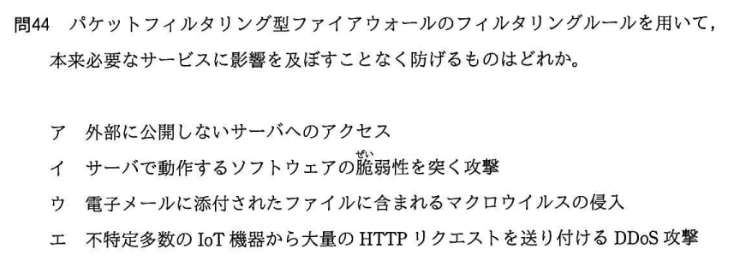 問44 パケットフィルタリング型ファイアウォールのフィルタリングルールを用いて，
本来必要なサービスに影響を及ぼすことなく防げるものはどれか。
ア 外部に公開しないサーバへのアクセス
ぜい
イ サーバで動作するソフトウェアの脆弱性を突く攻撃
ウ 電子メールに添付されたファイルに含まれるマクロウイルスの侵入
エ 不特定多数の IoT 機器から大量の HTTP リクエストを送り付ける DDoS 攻撃